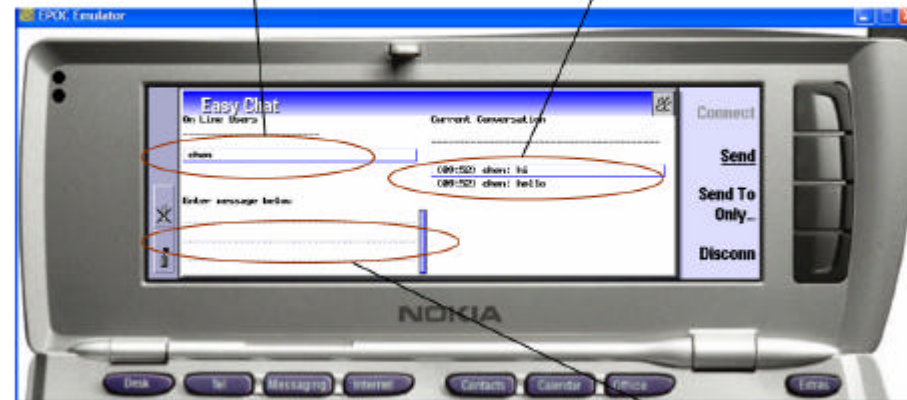 EPOC Emulator
Easy Chat
On Line Users
chen
Enter message below
Current Conversation
(09:52) chen: hi
(09:52) chen: hello
Connect
Send
Send To
Only...
Disconn
NOKIA
Desk
Tel
Messaging
Internet
Contacts
Calendar
Office
Extras